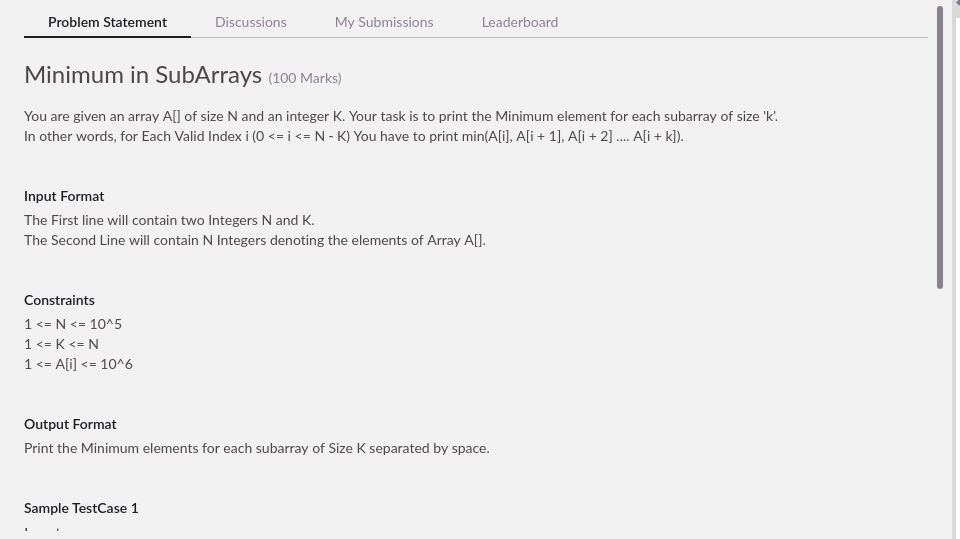 Problem Statement Discussions My Submissions Leaderboard
Minimum in SubArrays (100 Marks)
You are given an array A[] of size N and an integer K. Your task is to print the Minimum element for each subarray of size 'k'.
In other words, for Each Valid Index i (0 <= i <= N - K) You have to print min(A[i], A[i + 1], A[i + 2] .... A[i + k]).
Input Format
The First line will contain two Integers N and K.
The Second Line will contain N Integers denoting the elements of Array A[].
Constraints
1 <= N <= 10^5
1 <= K <= N
1 <= A[i] <= 10^6
Output Format
Print the Minimum elements for each subarray of Size K separated by space.
Sample TestCase 1